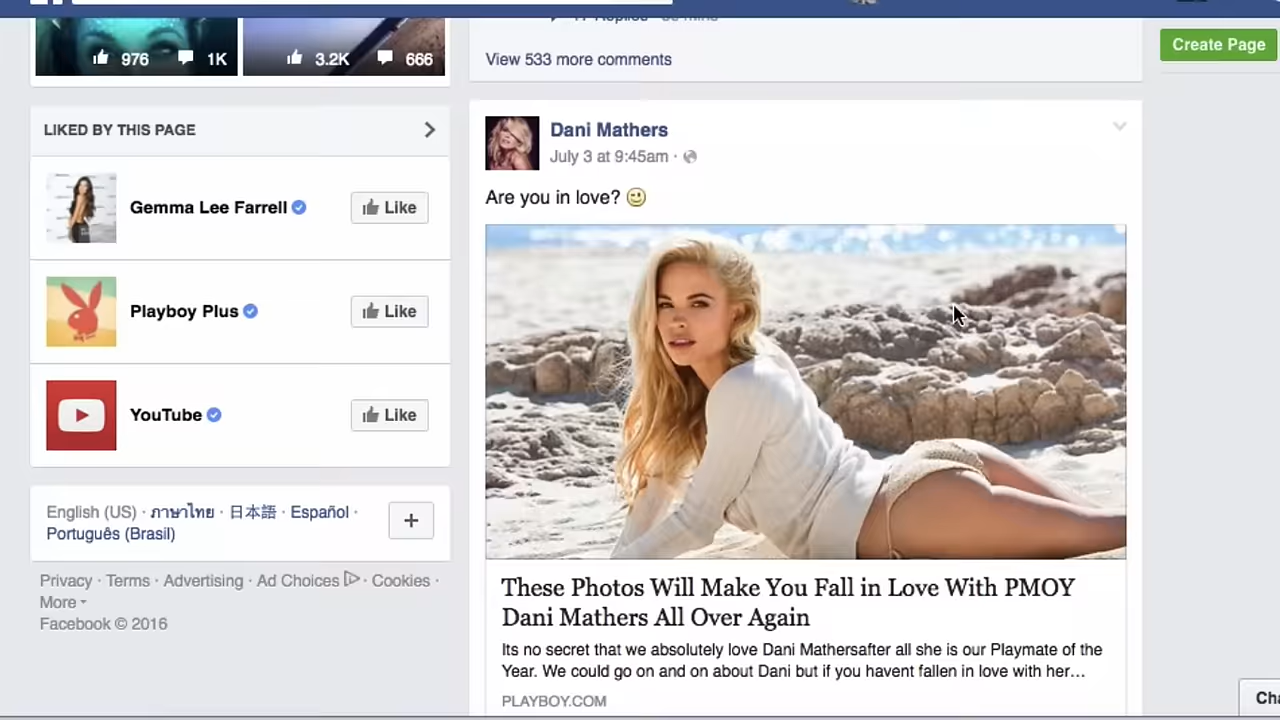 976 1K
3.2K 666
LIKED BY THIS PAGE
Gemma Lee Farrell
Like
Playboy Plus
Like
YouTube
Like
English (US) · ภาษาไทย · 日本語 · Español ·
Português (Brasil)
+
Privacy · Terms · Advertising · Ad Choices · Cookies ·
More
Facebook © 2016
View 533 more comments
Dani Mathers
July 3 at 9:45am ·
Are you in love?
These Photos Will Make You Fall in Love With PMOY
Dani Mathers All Over Again
Its no secret that we absolutely love Dani Mathersafter all she is our Playmate of the
Year. We could go on and on about Dani but if you havent fallen in love with her...
PLAYBOY.COM
Create Page